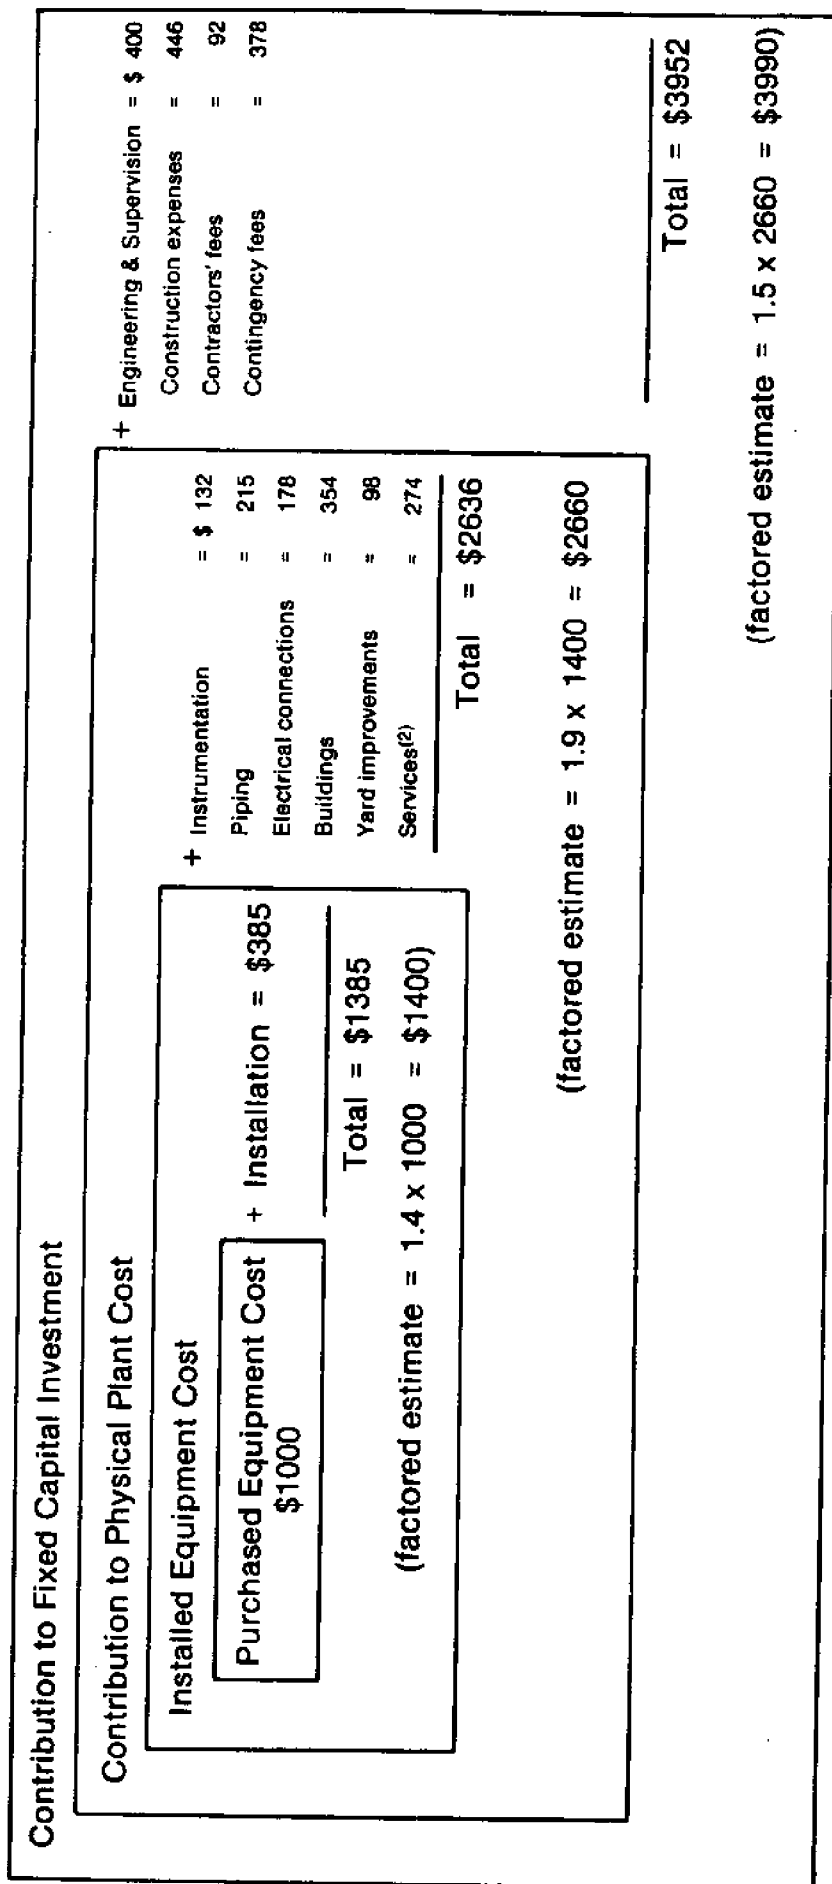 Contribution to Fixed Capital Investment
Contribution to Physical Plant Cost
Installed Equipment Cost
Purchased Equipment Cost
$1000
+ Installation = $385
Total = $1385
(factored estimate = 1.4 x 1000 = $1400)
+ Instrumentation = $ 132
Piping = 215
Electrical connections = 178
Buildings = 354
Yard improvements = 98
Services(2) = 274
Total = $2636
(factored estimate = 1.9 x 1400 = $2660
+ Engineering & Supervision = $ 400
Construction expenses = 446
Contractors' fees = 92
Contingency fees = 378
Total = $3952
(factored estimate = 1.5 x 2660 = $3990)